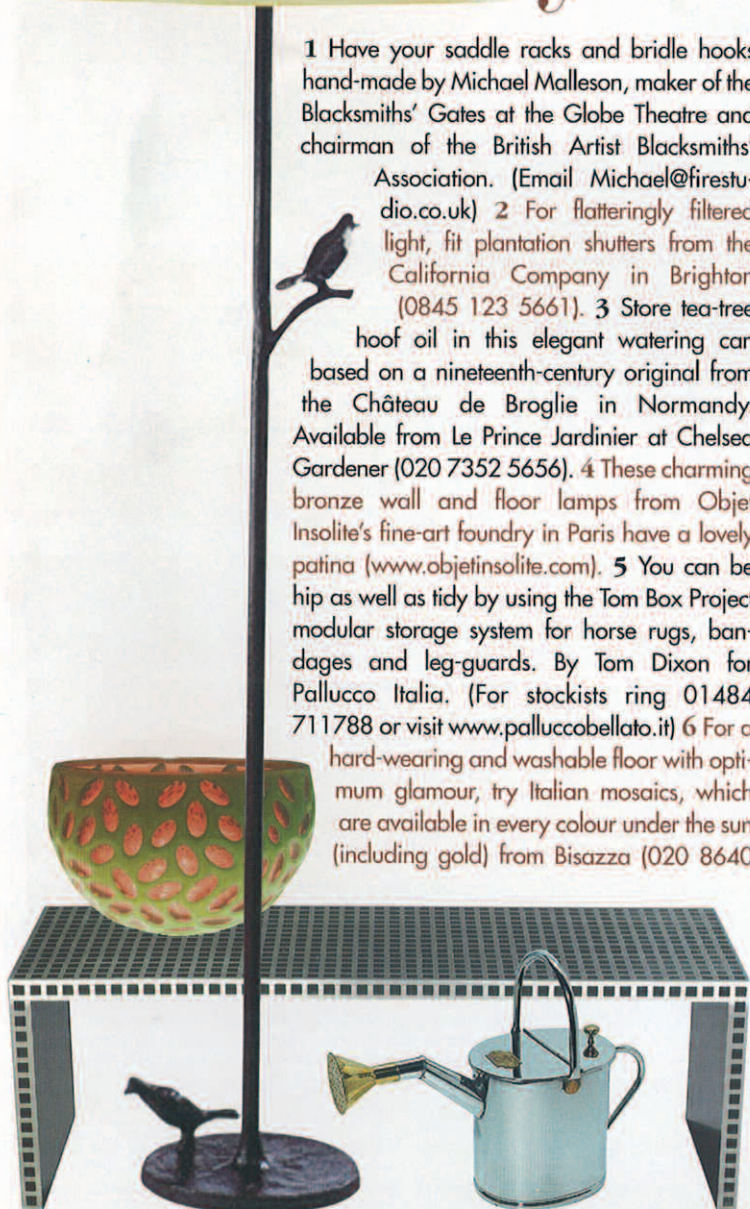 1 Have your saddle racks and bridle hooks
hand-made by Michael Malleson, maker of the
Blacksmiths' Gates at the Globe Theatre and
chairman of the British Artist Blacksmiths'
Association. (Email Michael@firestu-
dio.co.uk) 2 For flatteringly filtered
light, fit plantation shutters from the
California Company in Brighton
(0845 123 5661). 3 Store tea-tree
hoof oil in this elegant watering can
based on a nineteenth-century original from
the Château de Broglie in Normandy.
Available from Le Prince Jardinier at Chelsea
Gardener (020 7352 5656). 4 These charming
bronze wall and floor lamps from Objet
Insolite's fine-art foundry in Paris have a lovely
patina (www.objetinsolite.com). 5 You can be
hip as well as tidy by using the Tom Box Project
modular storage system for horse rugs, ban-
dages and leg-guards. By Tom Dixon for
Pallucco Italia. (For stockists ring 01484
711788 or visit www.palluccobellato.it) 6 For a
hard-wearing and washable floor with opti-
mum glamour, try Italian mosaics, which
are available in every colour under the sun
(including gold) from Bisazza (020 8640